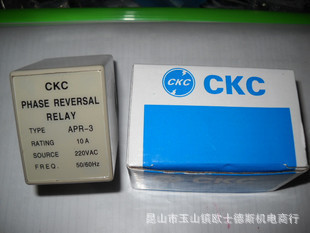 CKC
PHASE REVERSAL
RELAY
TYPE APR-3
RATING 10A
SOURCE 220VAC
FREQ. 50/60Hz
CKC
CKC
昆山市玉山镇欧士德斯机电商行